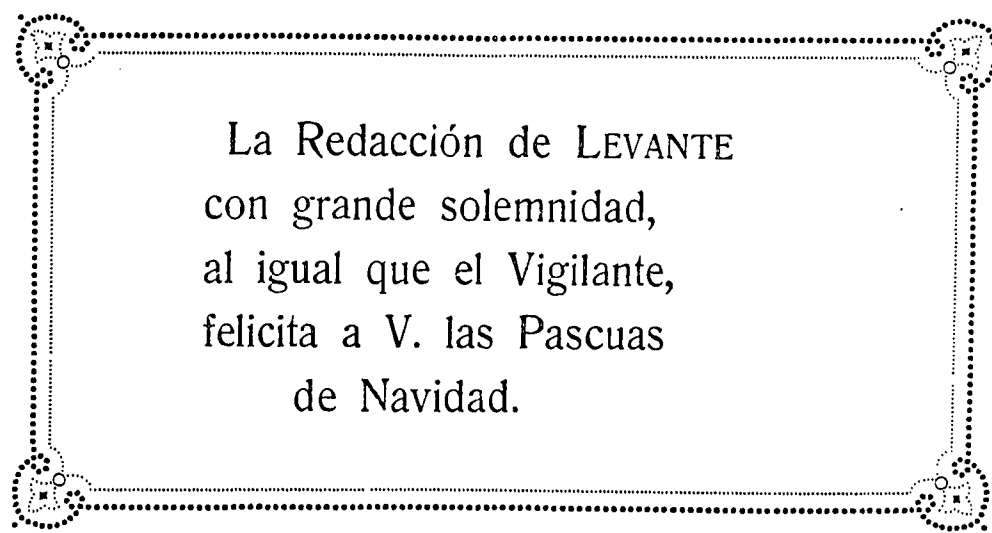 La Redacción de LEVANTE
con grande solemnidad,
al igual que el Vigilante,
felicita a V. las Pascuas
de Navidad.